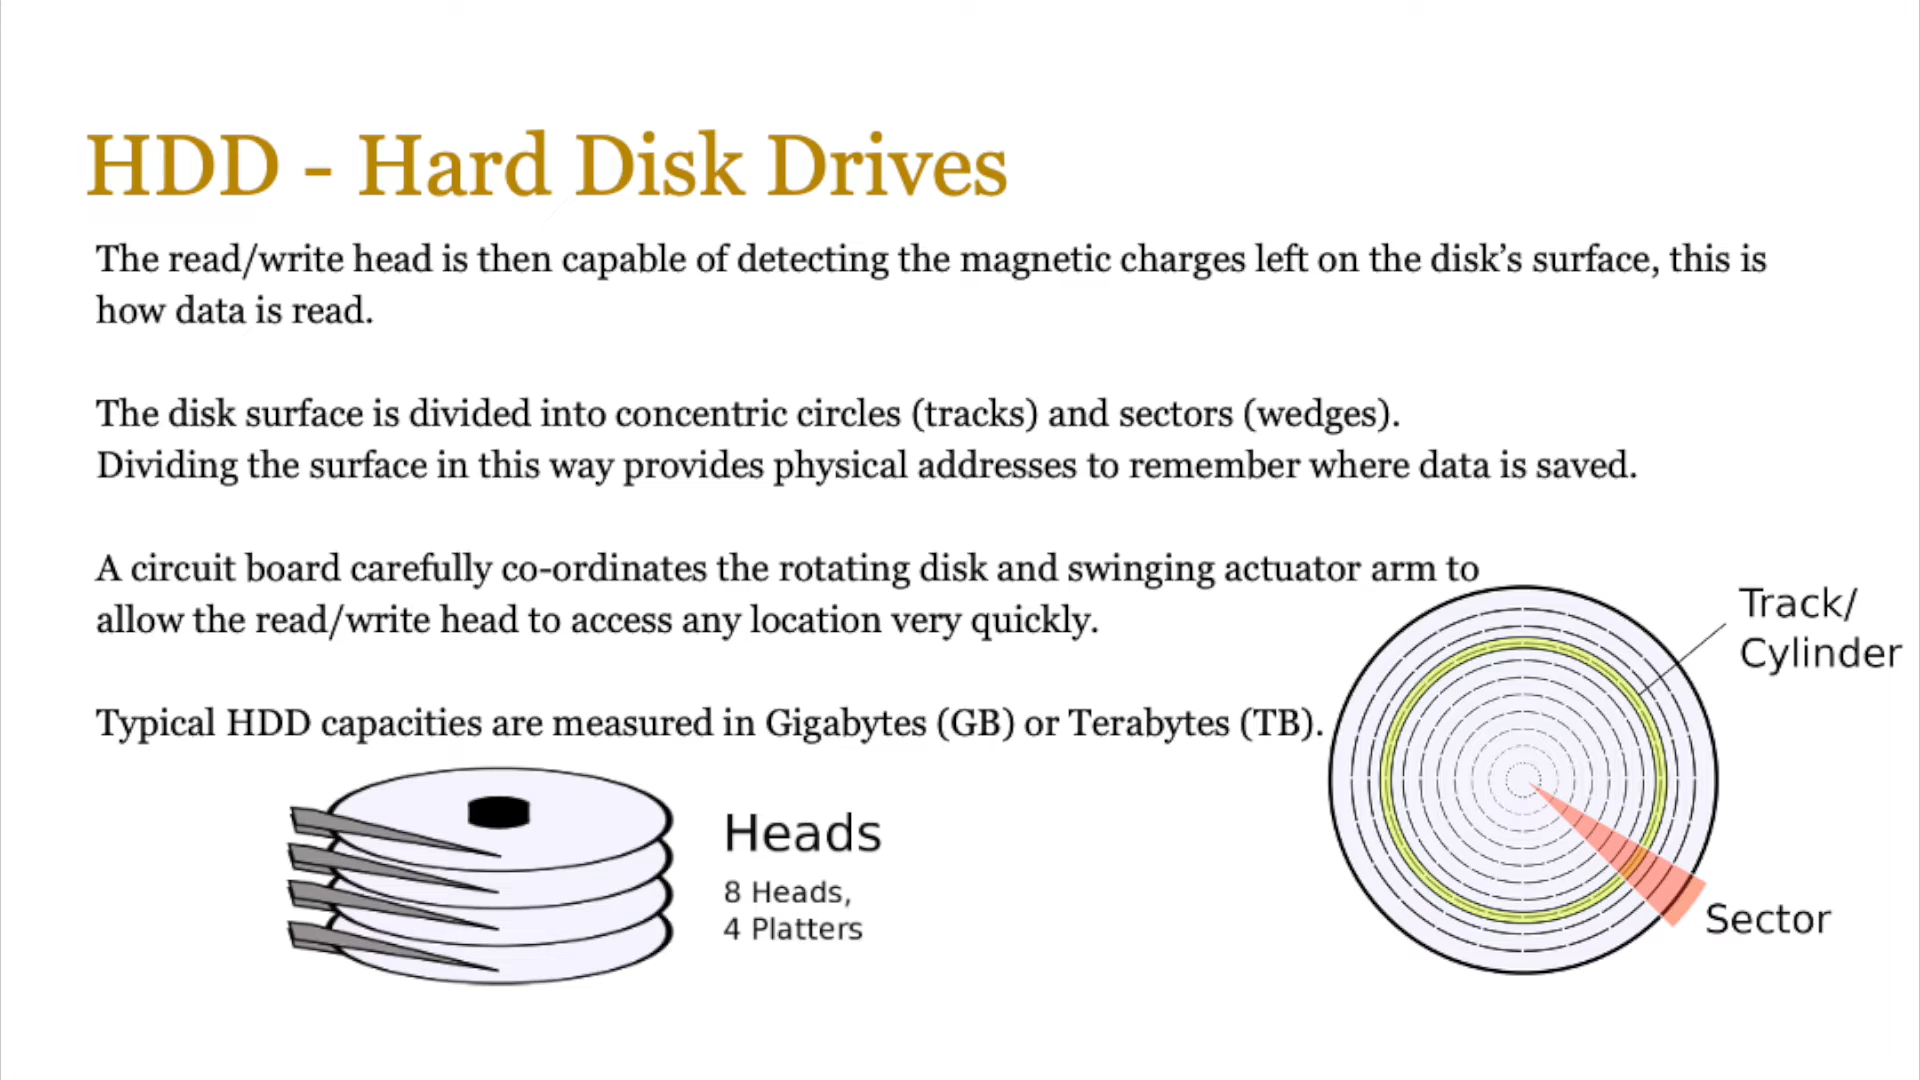 HDD - Hard Disk Drives
The read/write head is then capable of detecting the magnetic charges left on the disk’s surface, this is
how data is read.
The disk surface is divided into concentric circles (tracks) and sectors (wedges).
Dividing the surface in this way provides physical addresses to remember where data is saved.
A circuit board carefully co-ordinates the rotating disk and swinging actuator arm to
allow the read/write head to access any location very quickly.
Typical HDD capacities are measured in Gigabytes (GB) or Terabytes (TB).
Heads
8 Heads,
4 Platters
Track/
Cylinder
Sector